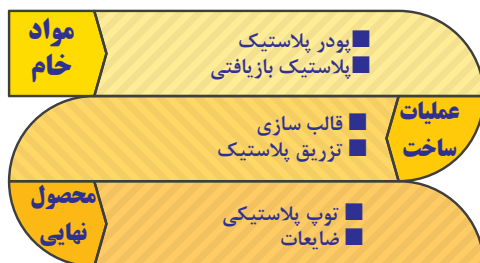 مواد
خام
■پودر پلاستیک
■پلاستیک بازیافتی
عملیات
ساخت
■ قالب سازی
■ تزریق پلاستیک
محصول
نهایی
■ توپ پلاستیکی
■ ضایعات